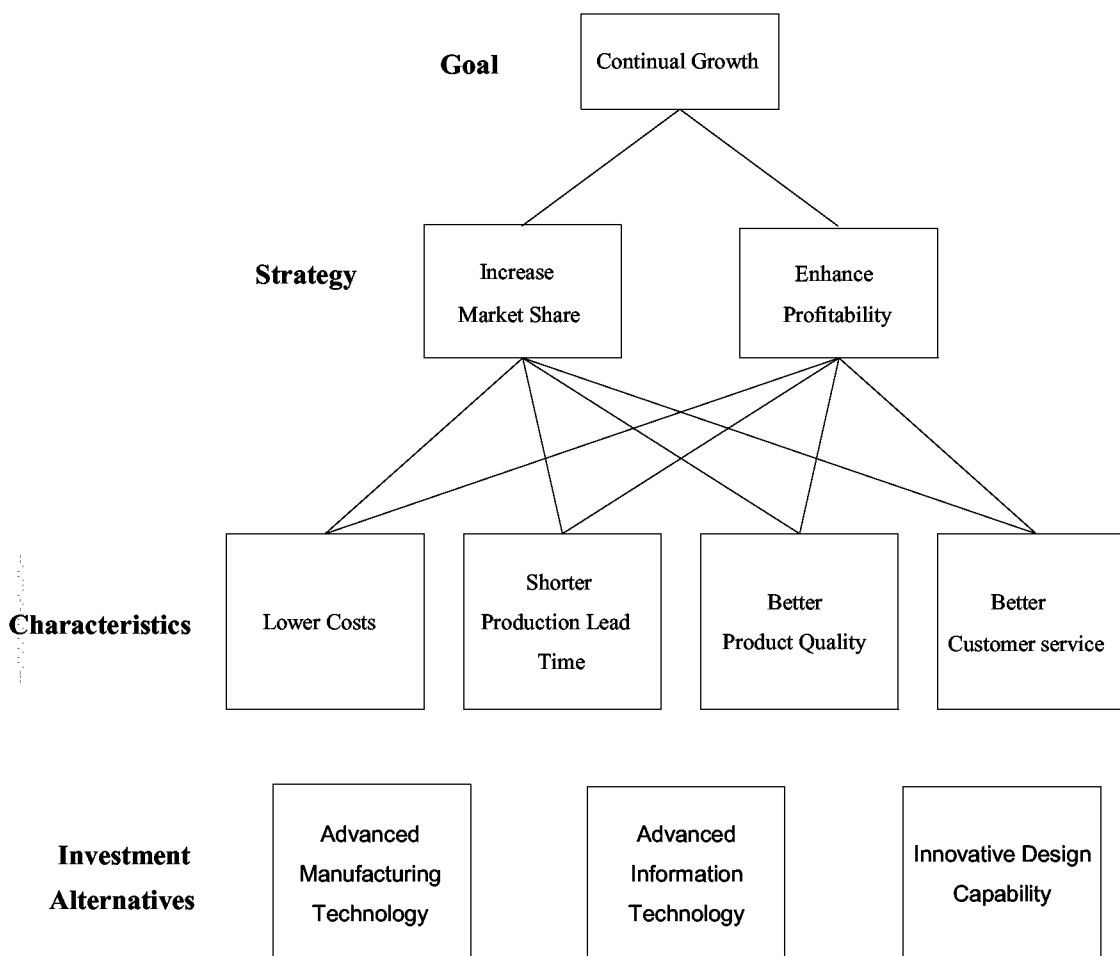 Goal
Continual Growth
Strategy
Increase
Market Share
Enhance
Profitability
Characteristics
Lower Costs
Shorter
Production Lead
Time
Better
Product Quality
Better
Customer service
Investment
Alternatives
Advanced
Manufacturing
Technology
Advanced
Information
Technology
Innovative Design
Capability